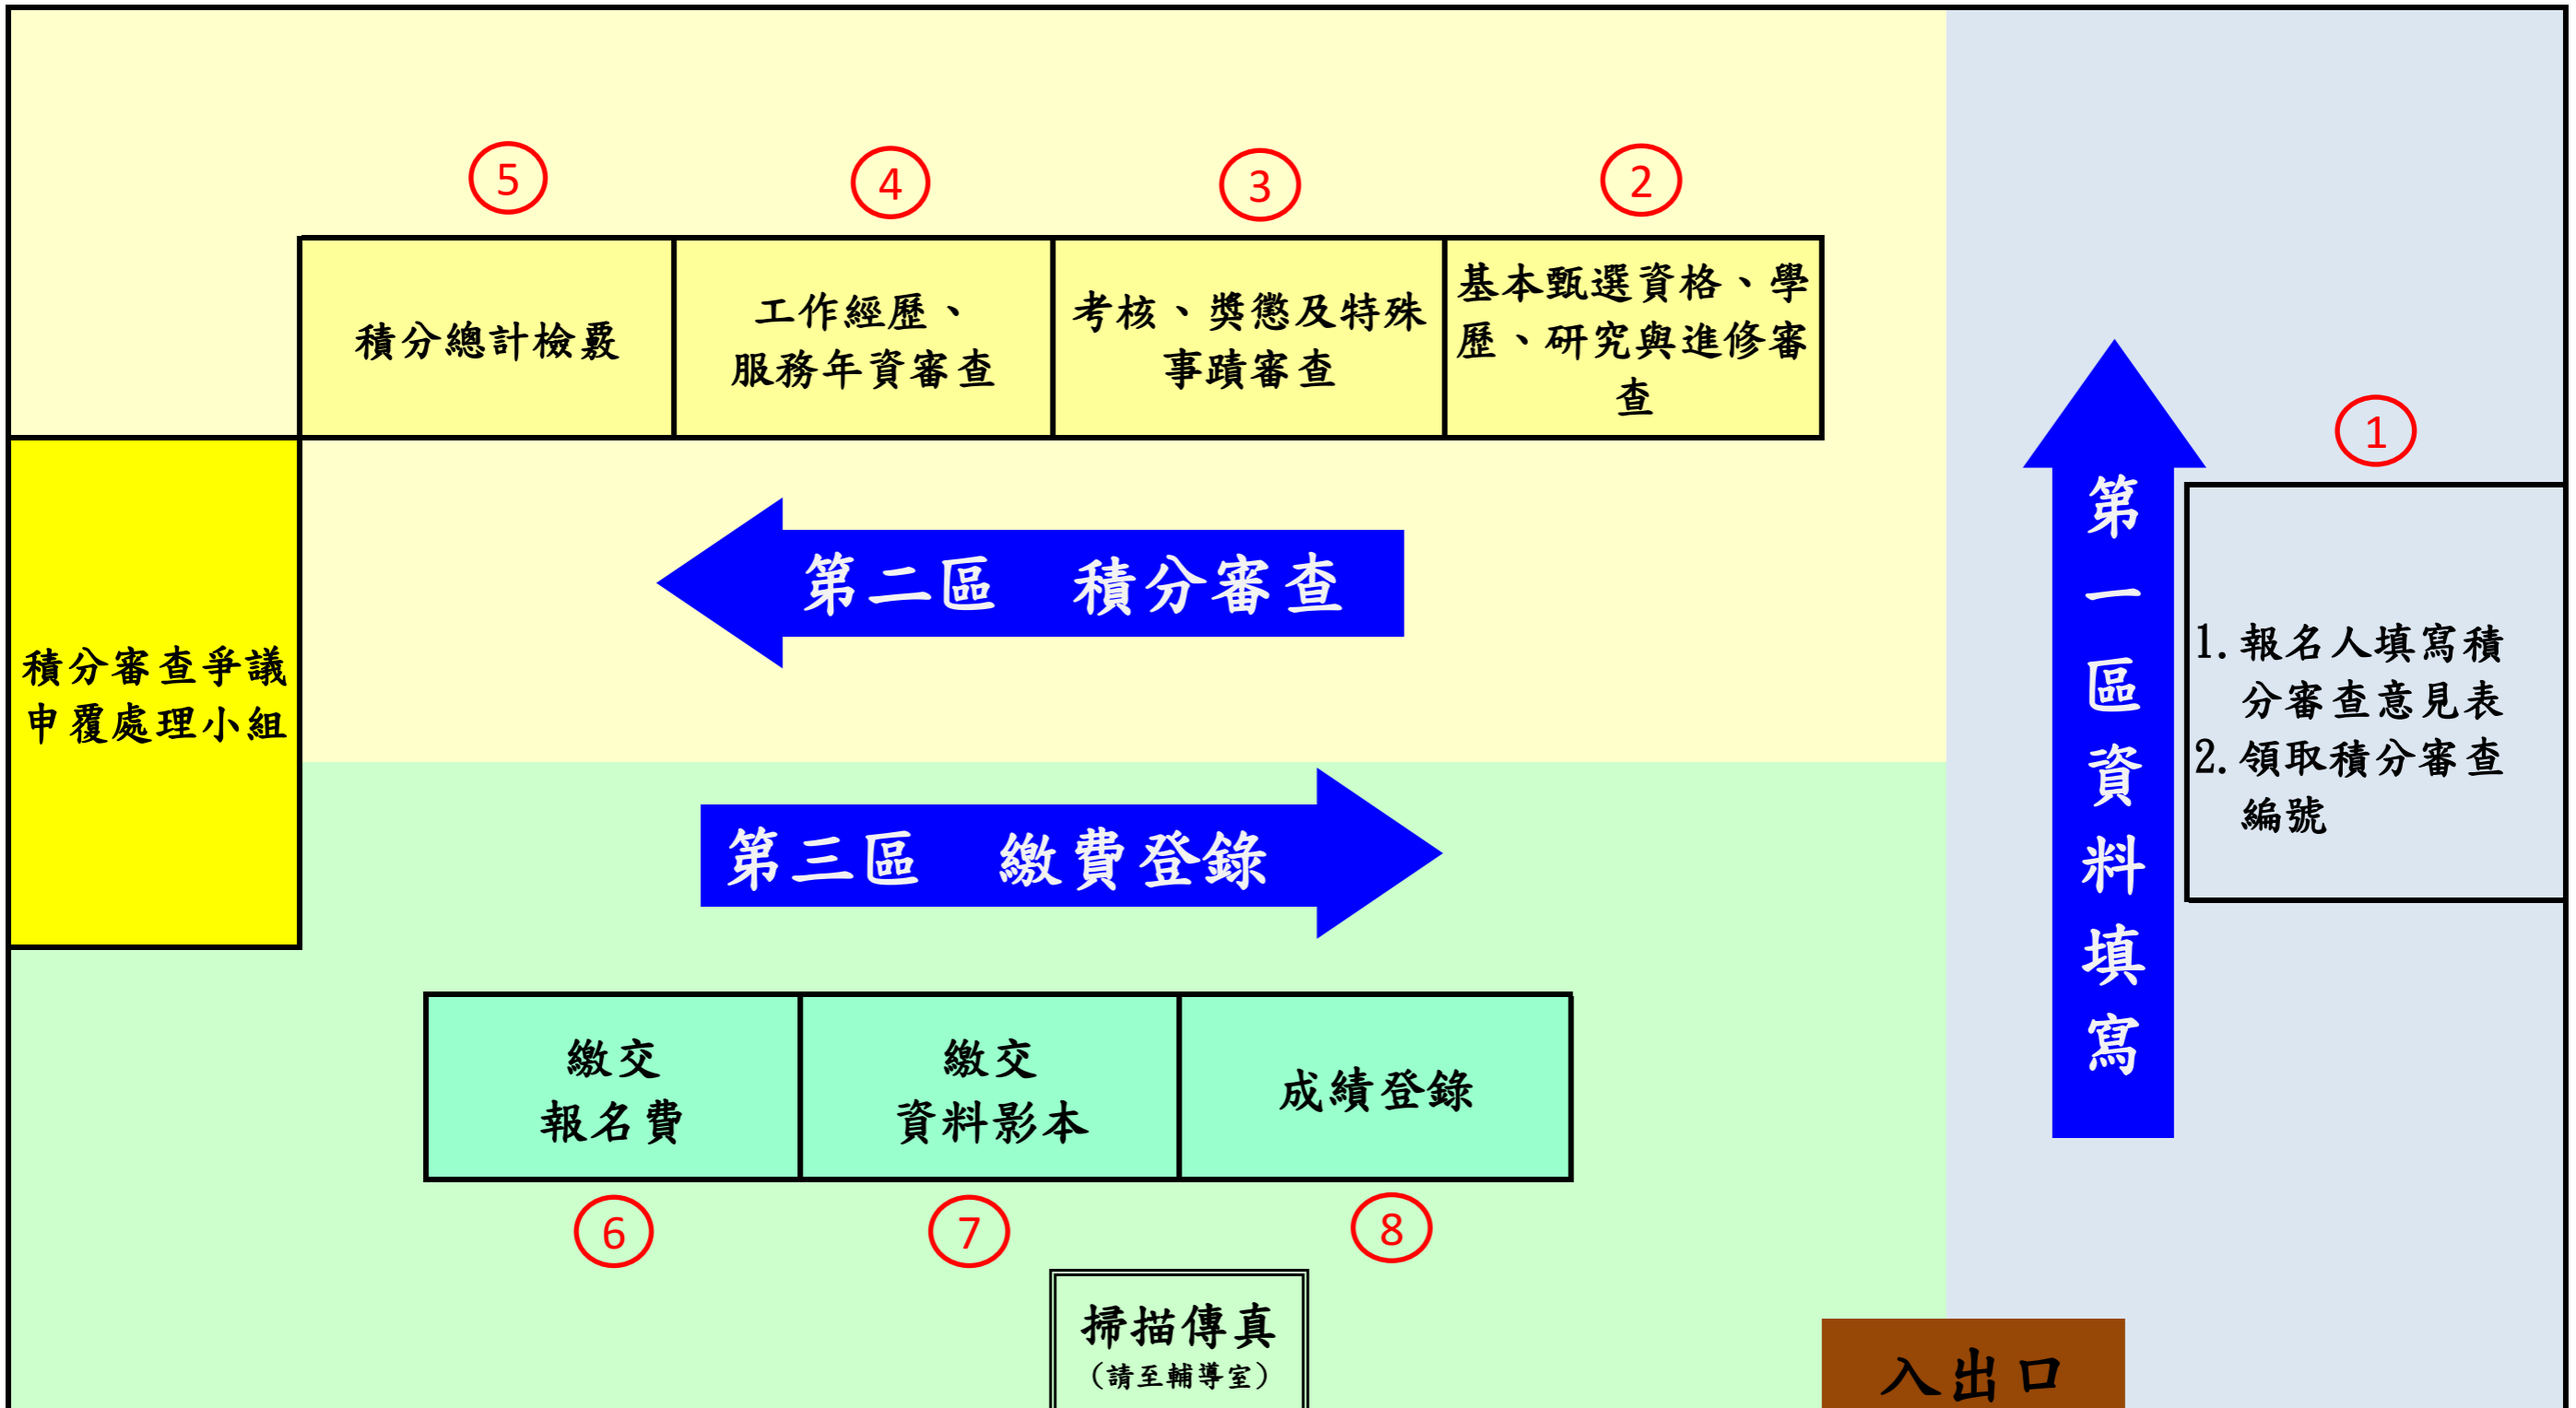 5
4
3
2
積分總計檢覈
工作經歷、
服務年資審查
考核、獎懲及特殊
事蹟審查
基本甄選資格、學
歷、研究與進修審
查
1
第一區資料填寫
1. 報名人填寫積
分審查意見表
2. 領取積分審查
編號
第二區　積分審查
積分審查爭議
申覆處理小組
第三區　繳費登錄
繳交
報名費
繳交
資料影本
成績登錄
6
7
8
掃描傳真
（請至輔導室）
入出口